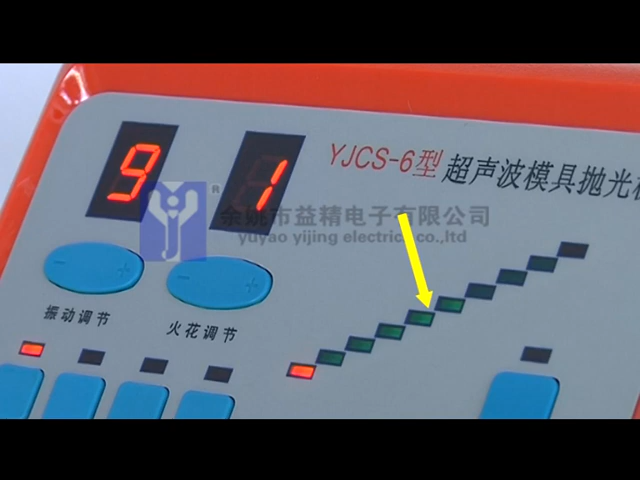 9 1
YJCS-6型 超声波模具抛光
余姚市益精电子有限公司
yuyao yijing electrical co.,ltd
®
- + - +
振动调节
火花调节